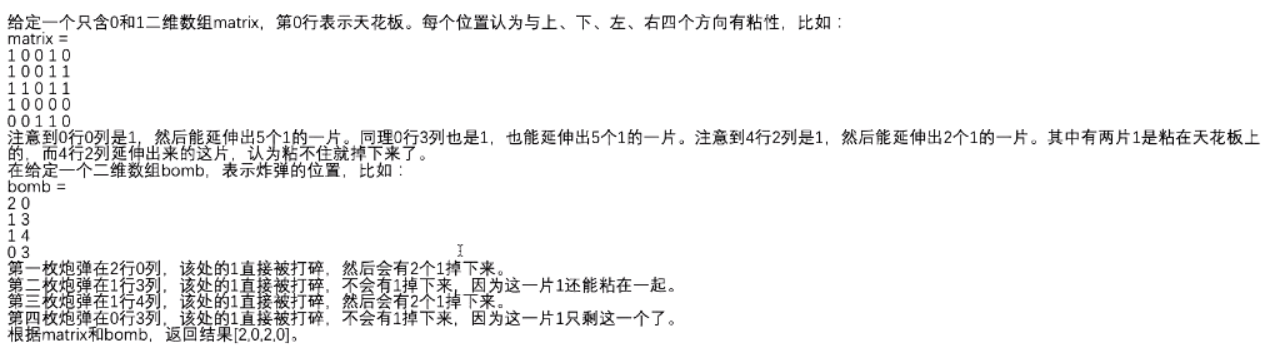 给定一个只含0和1二维数组matrix，第0行表示天花板。每个位置认为与上、下、左、右四个方向有粘性，比如：
matrix =
1 0 0 1 0
1 0 0 1 1
1 1 0 1 1
1 0 0 0 0
0 0 1 1 0
注意到0行0列是1，然后能延伸出5个1的一片。同理0行3列也是1，也能延伸出5个1的一片。注意到4行2列是1，然后能延伸出2个1的一片。其中有两片1是粘在天花板上
的，而4行2列延伸出来的这片，认为粘不住就掉下来了。
在给定一个二维数组bomb，表示炸弹的位置，比如：
bomb =
2 0
1 3
1 4
0 3
第一枚炮弹在2行0列，该处的1直接被打碎，然后会有2个1掉下来。
第二枚炮弹在1行3列，该处的1直接被打碎，不会有1掉下来，因为这一片1还能粘在一起。
第三枚炮弹在1行4列，该处的1直接被打碎，然后会有2个1掉下来。
第四枚炮弹在0行3列，该处的1直接被打碎，不会有1掉下来，因为这一片1只剩这一个了。
根据matrix和bomb，返回结果[2,0,2,0]。